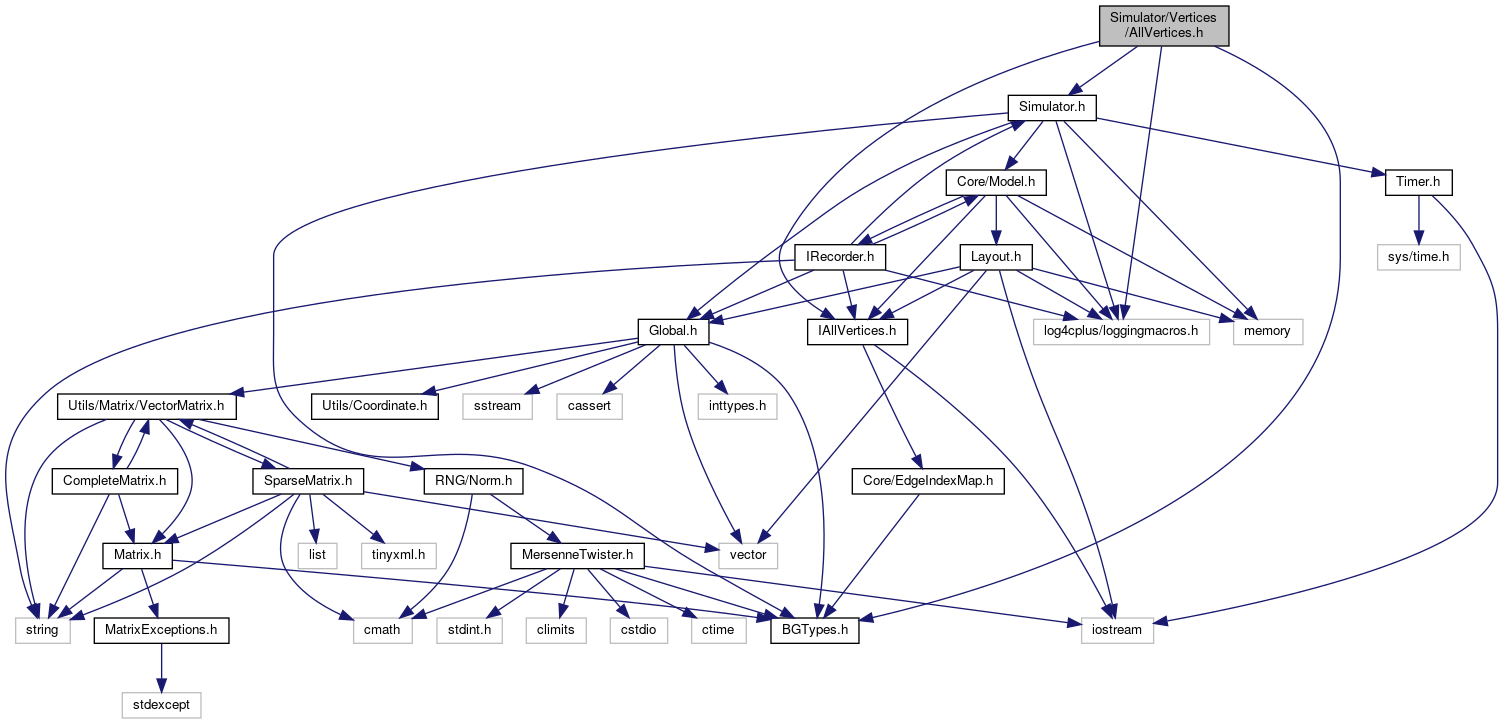 Simulator/Vertices
/AllVertices.h
Simulator.h
Core/Model.h
Timer.h
IRecorder.h
Layout.h
sys/time.h
Global.h
IAllVertices.h
log4cplus/loggingmacros.h
memory
Utils/Matrix/VectorMatrix.h
Utils/Coordinate.h
sstream
cassert
inttypes.h
CompleteMatrix.h
SparseMatrix.h
RNG/Norm.h
Core/EdgeIndexMap.h
Matrix.h
list
tinyxml.h
MersenneTwister.h
vector
string
MatrixExceptions.h
cmath
stdint.h
climits
cstdio
ctime
BGTypes.h
iostream
stdexcept